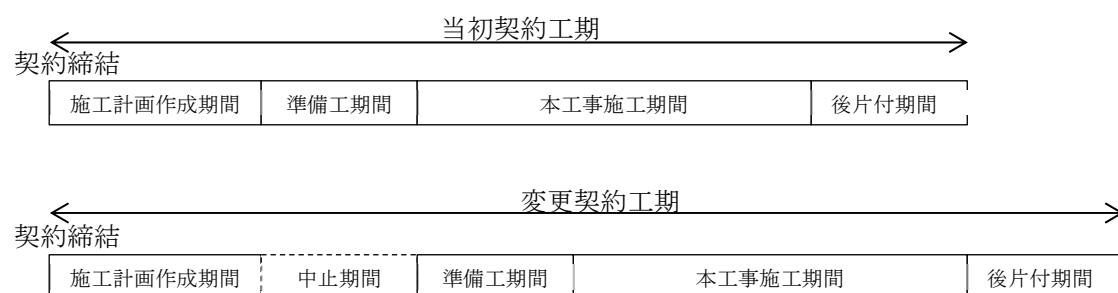 当初契約工期
契約締結
施工計画作成期間 準備工期間 本工事施工期間 後片付期間
変更契約工期
契約締結
施工計画作成期間 中止期間 準備工期間 本工事施工期間 後片付期間